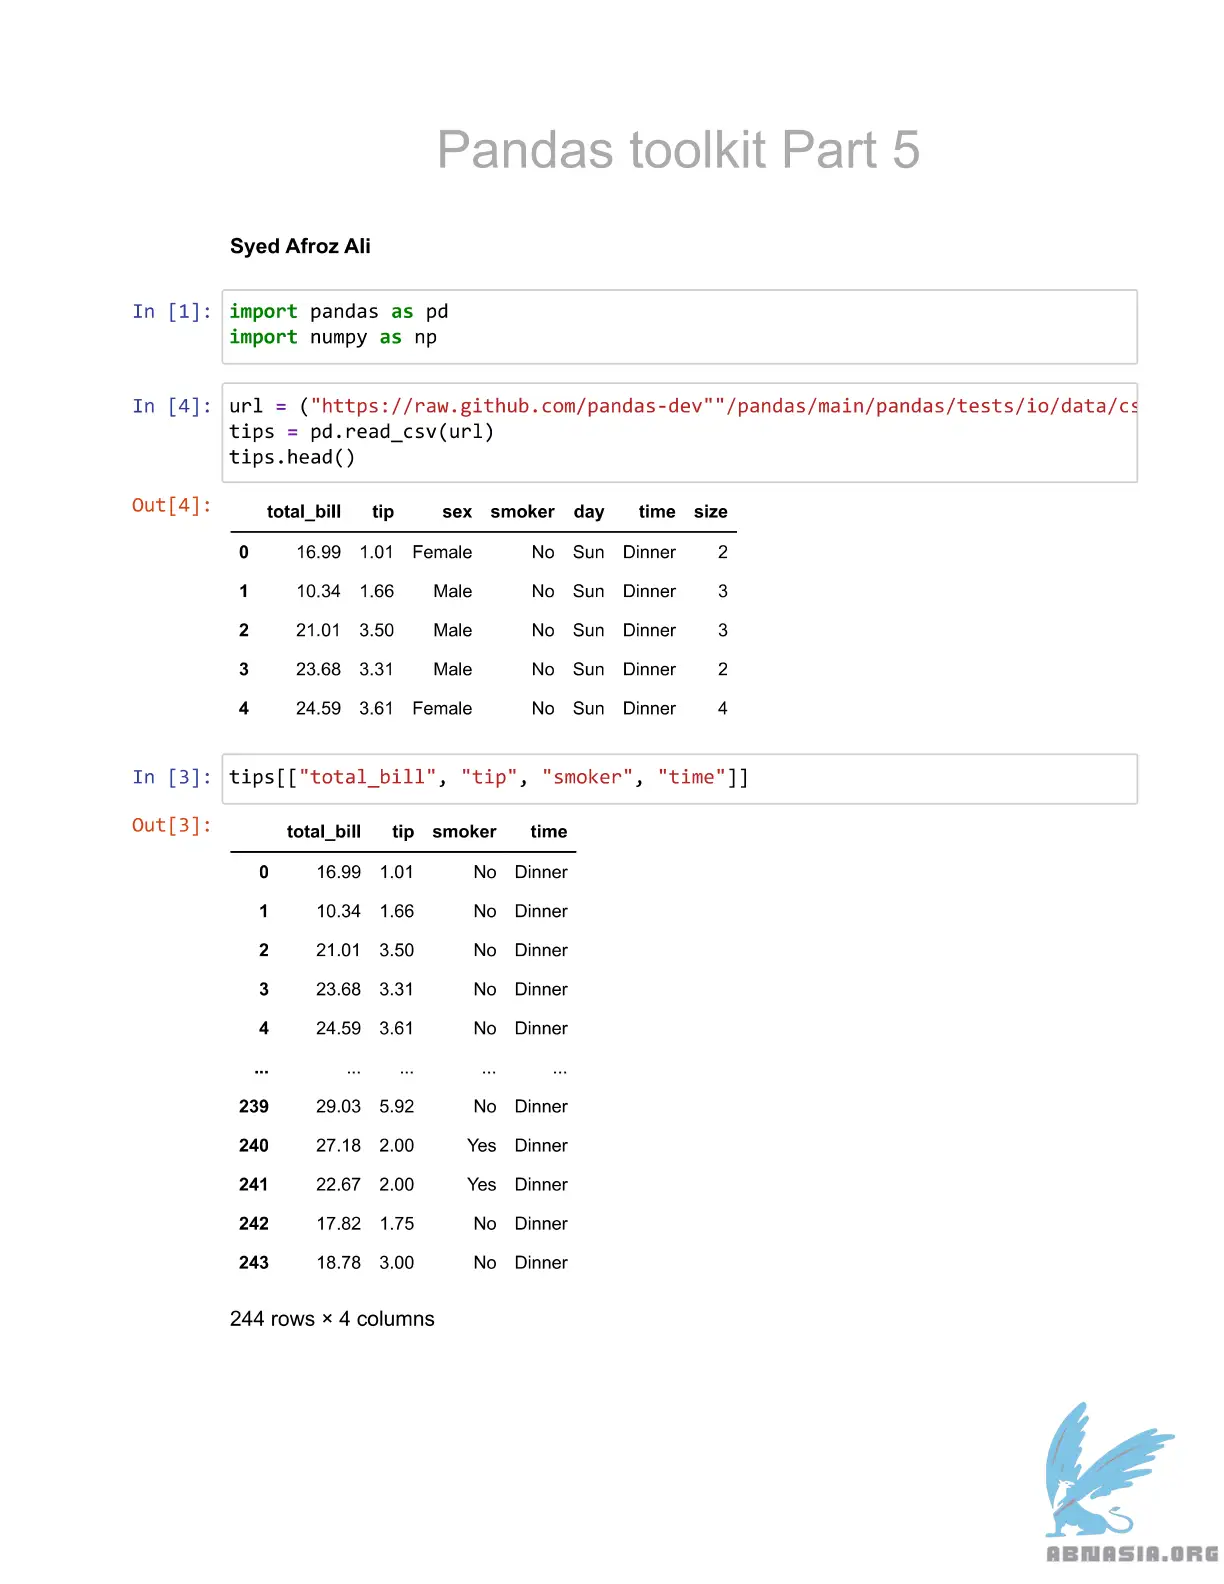 Pandas toolkit Part 5
Syed Afroz Ali
In [1]: import pandas as pd
import numpy as np
In [4]: url = ("https://raw.github.com/pandas-dev""/pandas/main/pandas/tests/io/data/cs
tips = pd.read_csv(url)
tips.head()
Out[4]:
total_bill tip sex smoker day time size
0 16.99 1.01 Female No Sun Dinner 2
1 10.34 1.66 Male No Sun Dinner 3
2 21.01 3.50 Male No Sun Dinner 3
3 23.68 3.31 Male No Sun Dinner 2
4 24.59 3.61 Female No Sun Dinner 4
In [3]: tips[["total_bill", "tip", "smoker", "time"]]
Out[3]:
total_bill tip smoker time
0 16.99 1.01 No Dinner
1 10.34 1.66 No Dinner
2 21.01 3.50 No Dinner
3 23.68 3.31 No Dinner
4 24.59 3.61 No Dinner
... ... ... ... ...
239 29.03 5.92 No Dinner
240 27.18 2.00 Yes Dinner
241 22.67 2.00 Yes Dinner
242 17.82 1.75 No Dinner
243 18.78 3.00 No Dinner
244 rows × 4 columns
ABNASIA.ORG